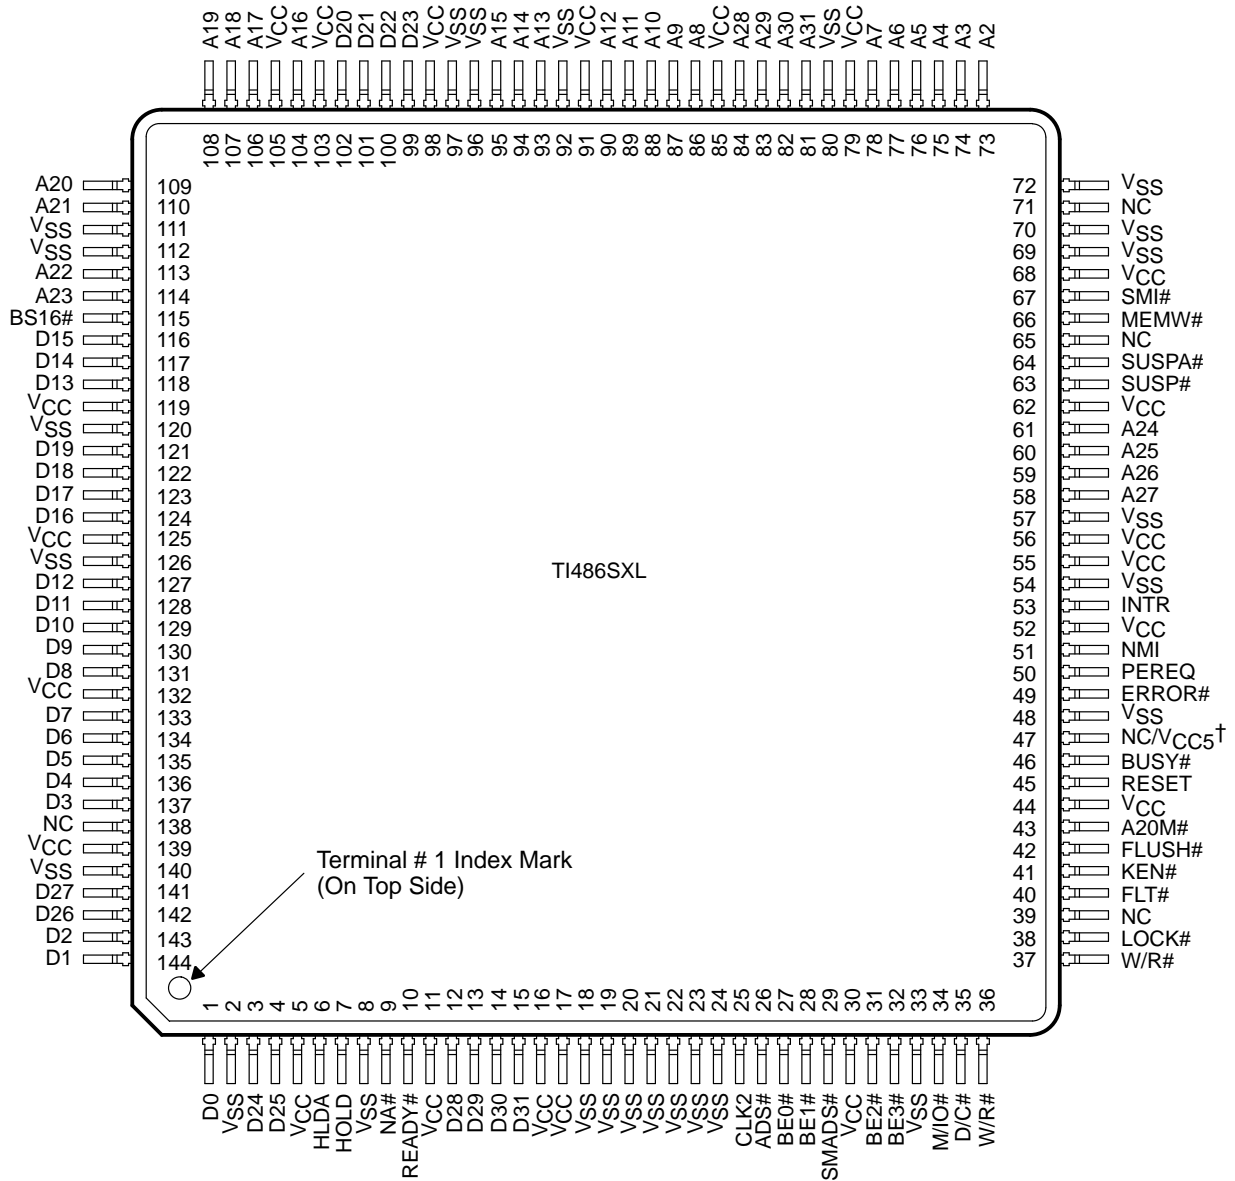 A19 A18 A17 VCC A16 VCC D20 D21 D22 D23 VCC VSS VSS A15 A14 A13 VSS VCC A12 A11 A10 A9 A8 VCC A28 A29 A30 A31 VSS VCC A7 A6 A5 A4 A3 A2
108 107 106 105 104 103 102 101 100 99 98 97 96 95 94 93 92 91 90 89 88 87 86 85 84 83 82 81 80 79 78 77 76 75 74 73
A20 109 72 VSS
A21 110 71 NC
VSS 111 70 VSS
VSS 112 69 VSS
A22 113 68 VCC
A23 114 67 SMI#
BS16# 115 66 MEMW#
D15 116 65 NC
D14 117 64 SUSPA#
D13 118 63 SUSP#
VCC 119 62 VCC
VSS 120 61 A24
D19 121 60 A25
D18 122 59 A26
D17 123 58 A27
D16 124 57 VSS
VCC 125 56 VCC
VSS 126 55 VCC
TI486SXL
D12 127 54 VSS
D11 128 53 INTR
D10 129 52 VCC
D9 130 51 NMI
D8 131 50 PEREQ
VCC 132 49 ERROR#
D7 133 48 VSS
D6 134 47 NC/VCC5†
D5 135 46 BUSY#
D4 136 45 RESET
D3 137 44 VCC
NC 138 43 A20M#
VCC 139 42 FLUSH#
Terminal # 1 Index Mark
(On Top Side)
VSS 140 41 KEN#
D27 141 40 FLT#
D26 142 39 NC
D2 143 38 LOCK#
D1 144 37 W/R#
1 2 3 4 5 6 7 8 9 10 11 12 13 14 15 16 17 18 19 20 21 22 23 24 25 26 27 28 29 30 31 32 33 34 35 36
D0 VSS D24 D25 VCC HLDA HOLD VSS NA# READY# VCC D28 D29 D30 D31 VCC VCC VSS VSS VSS VSS VSS VSS VSS CLK2 ADS# BE0# BE1# SMADS# VCC BE2# BE3# VSS M/IO# D/C# W/R#